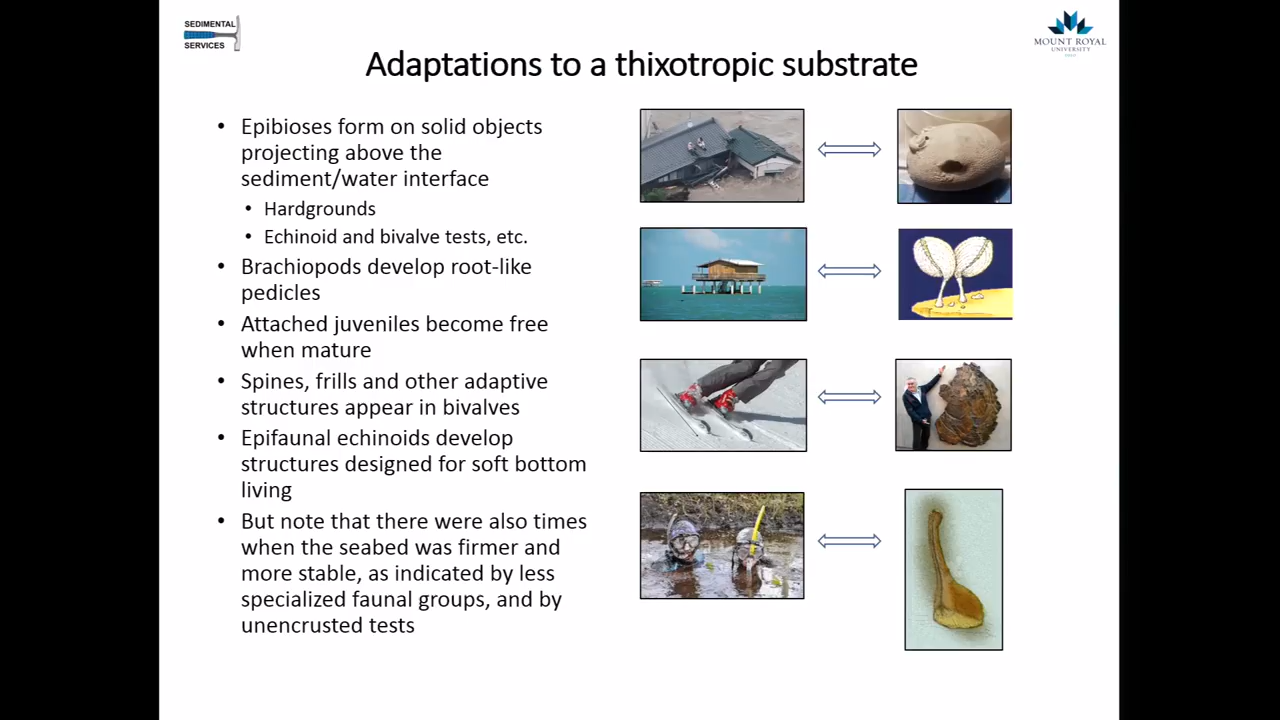 SEDIMENTAL
SERVICES
MOUNT ROYAL
UNIVERSITY
1910
Adaptations to a thixotropic substrate
• Epibioses form on solid objects
projecting above the
sediment/water interface
• Hardgrounds
• Echinoid and bivalve tests, etc.
• Brachiopods develop root-like
pedicles
• Attached juveniles become free
when mature
• Spines, frills and other adaptive
structures appear in bivalves
• Epifaunal echinoids develop
structures designed for soft bottom
living
• But note that there were also times
when the seabed was firmer and
more stable, as indicated by less
specialized faunal groups, and by
unencrusted tests